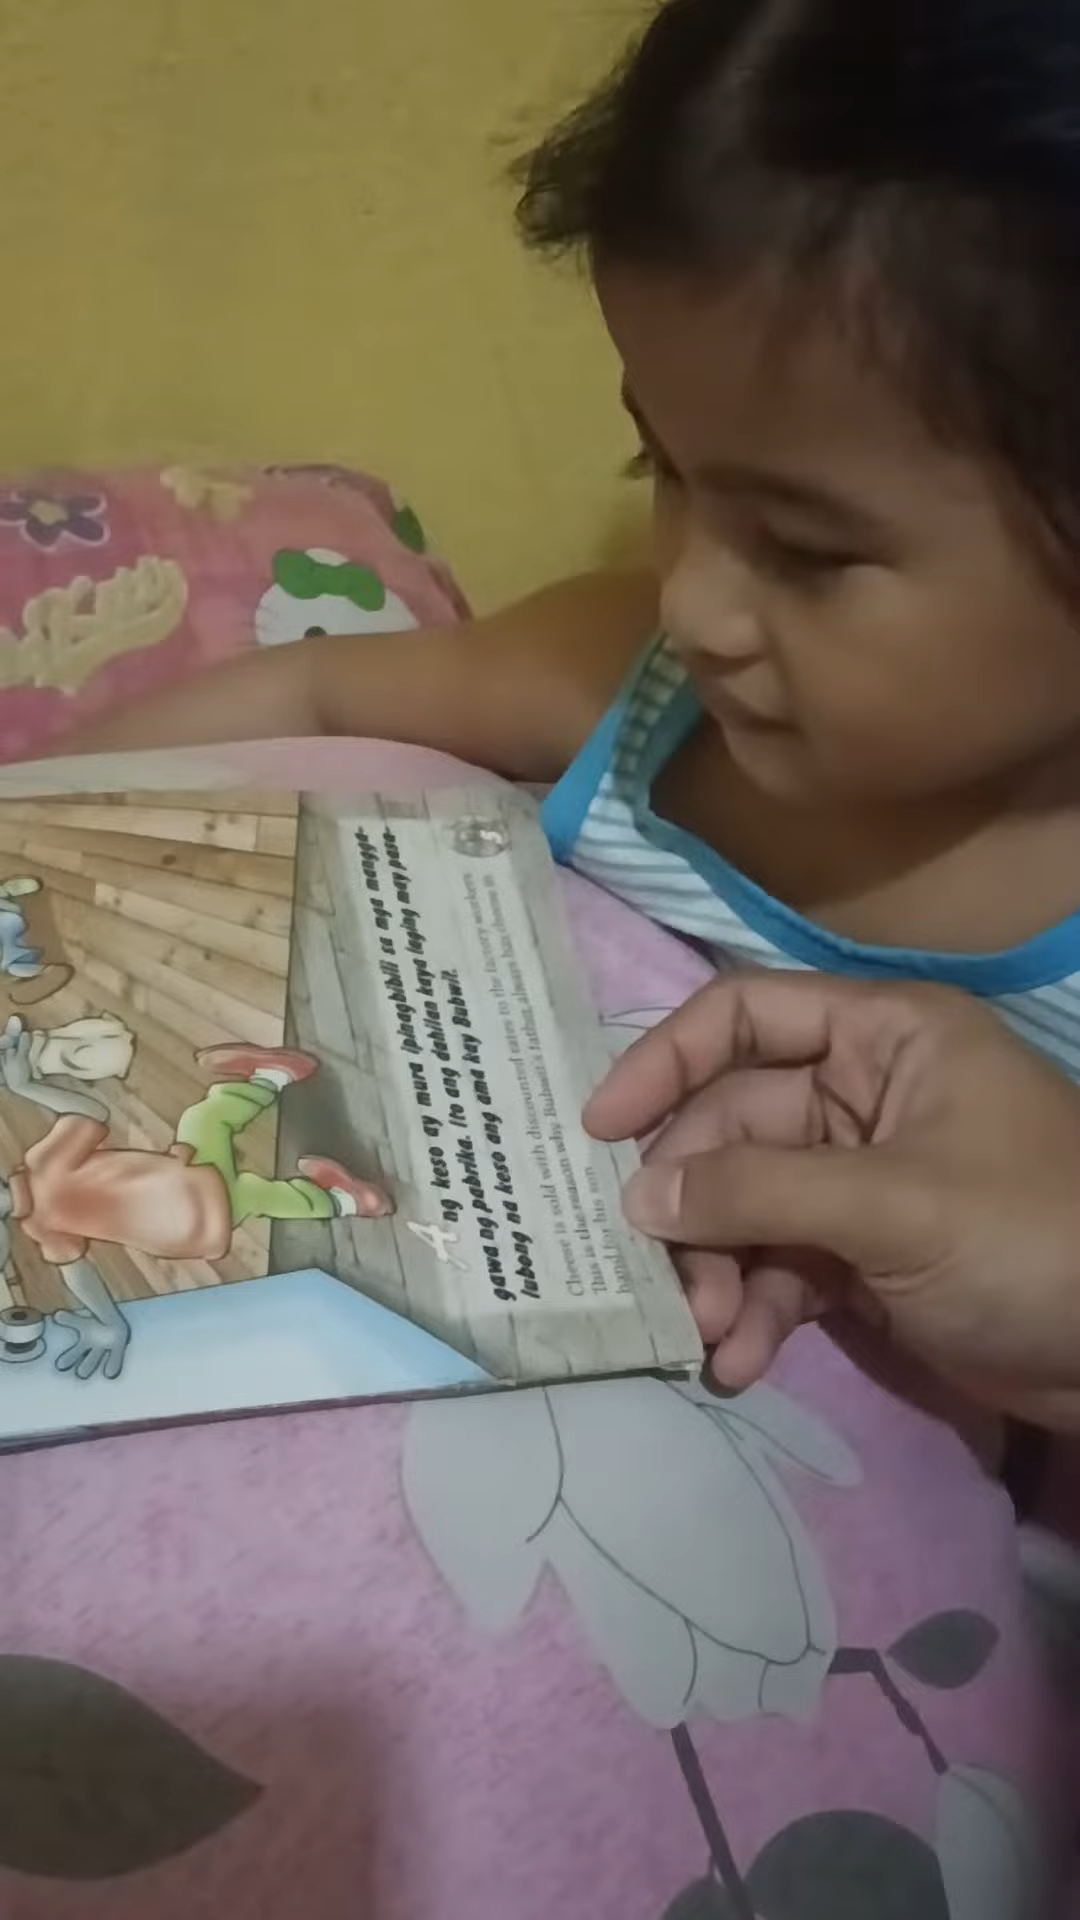 Ang keso ay mura ipinagbibili sa mga mangga-
gawa ng pabrika. Ito ang dahilan kaya laging may pasa-
lubong na keso ang ama kay Bubwit.
Cheese is sold with discounted rates to the factory workers
This is the reason why Bubwit's father always has cheese in
hand for his son
5